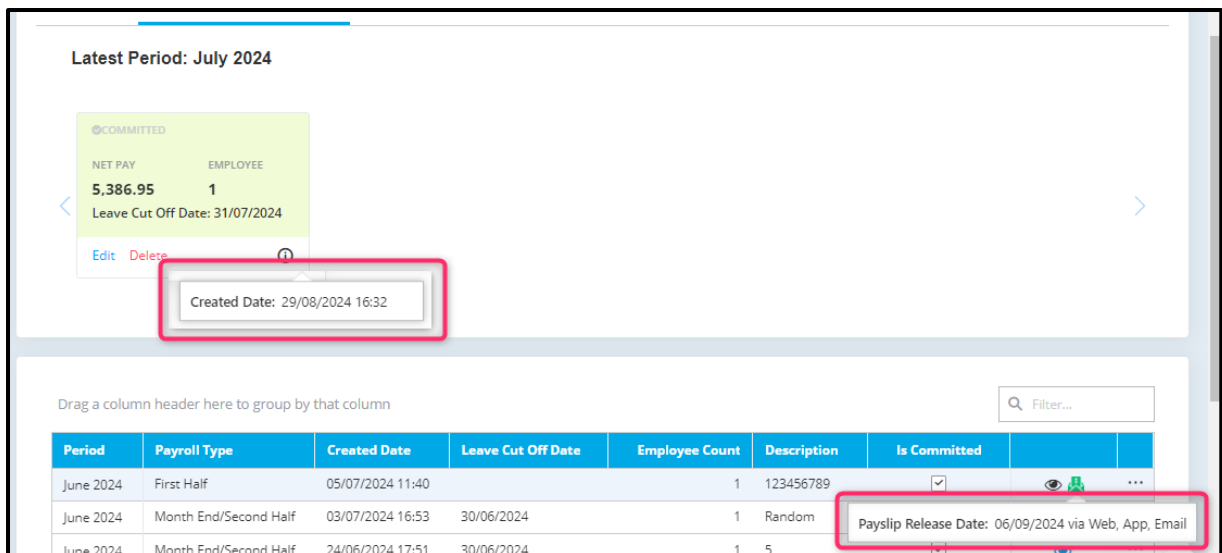 Latest Period: July 2024
COMMITTED
NET PAY EMPLOYEE
5,386.95 1
Leave Cut Off Date: 31/07/2024
Edit Delete
Created Date: 29/08/2024 16:32
Drag a column header here to group by that column
Filter...
Period Payroll Type Created Date Leave Cut Off Date Employee Count Description Is Committed
June 2024 First Half 05/07/2024 11:40 1 123456789 ...
June 2024 Month End/Second Half 03/07/2024 16:53 30/06/2024 1 Random
Payslip Release Date: 06/09/2024 via Web, App, Email
June 2024 Month End/Second Half 24/06/2024 17:51 30/06/2024 1 5